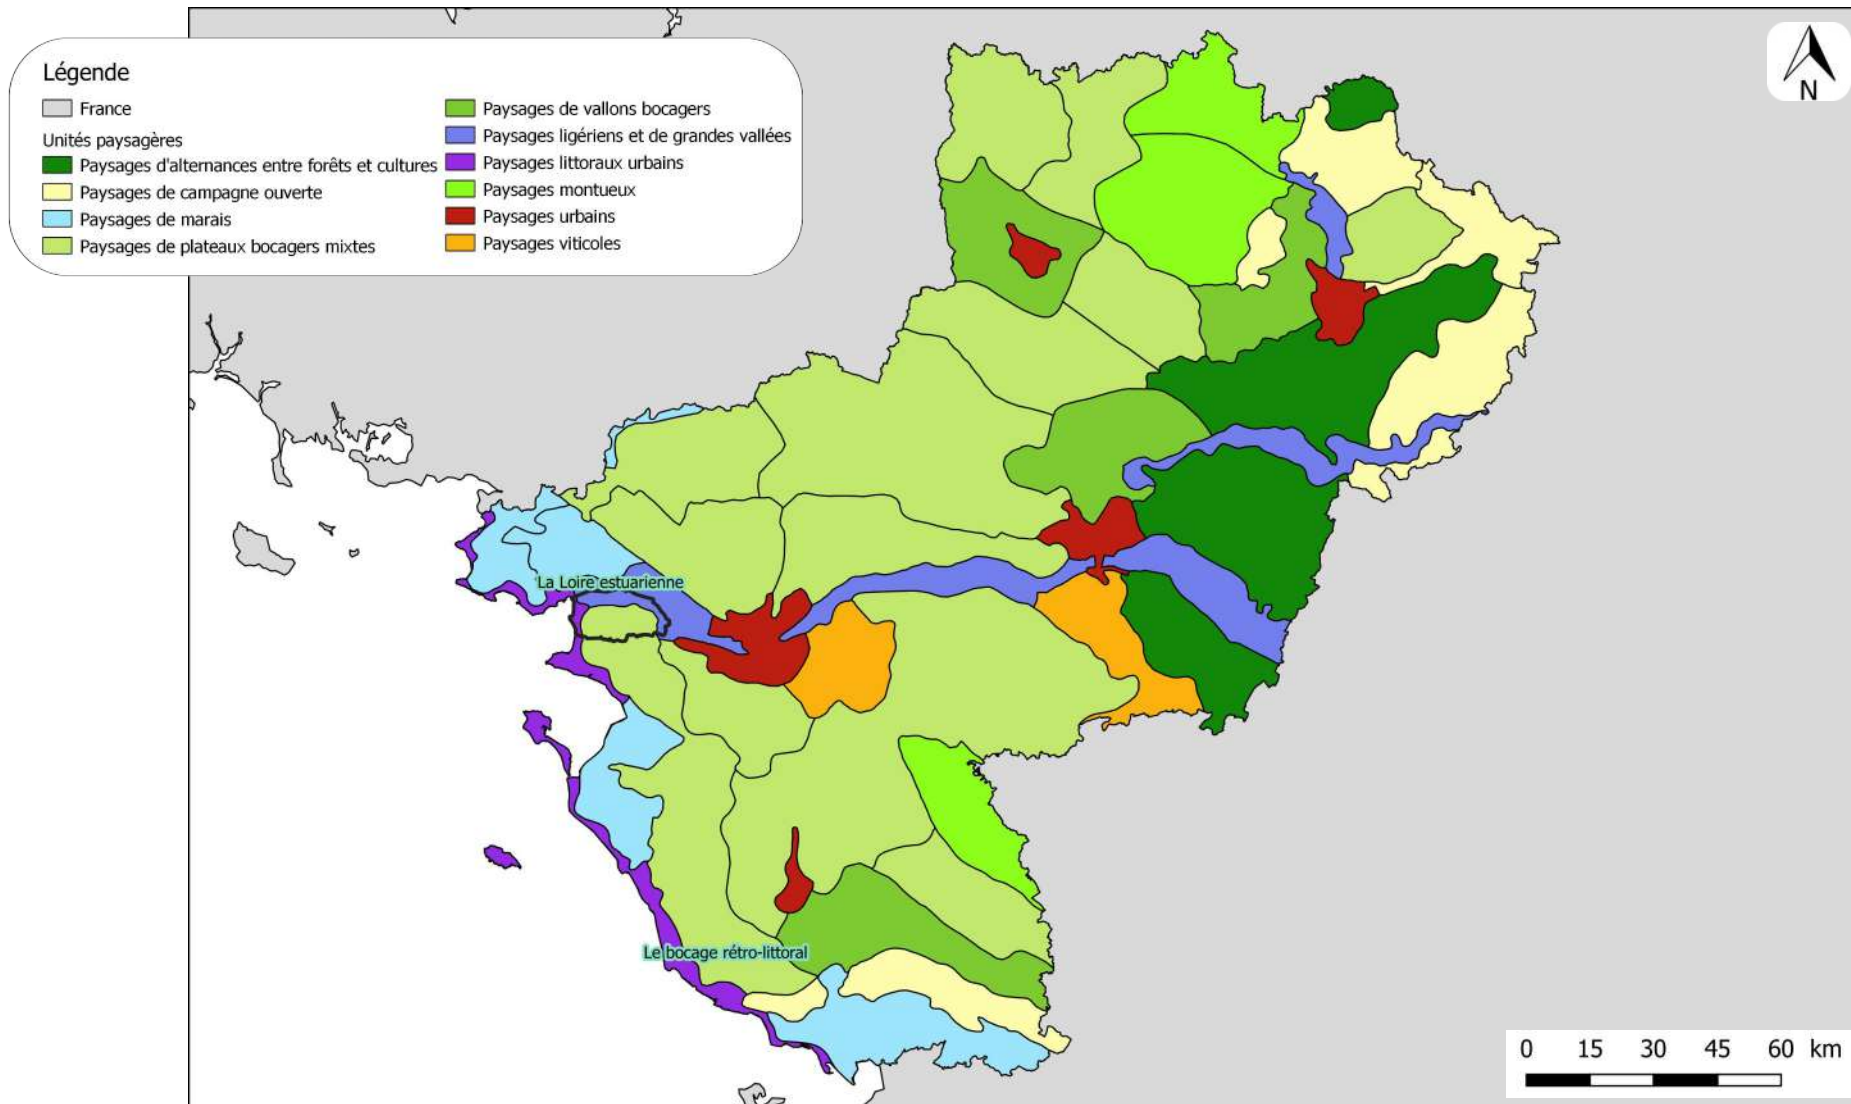 Légende
France
Unités paysagères
Paysages d'alternances entre forêts et cultures
Paysages de campagne ouverte
Paysages de marais
Paysages de plateaux bocagers mixtes
Paysages de vallons bocagers
Paysages ligériens et de grandes vallées
Paysages littoraux urbains
Paysages montueux
Paysages urbains
Paysages viticoles
N
La Loire estuarienne
Le bocage rétro-littoral
0 15 30 45 60 km